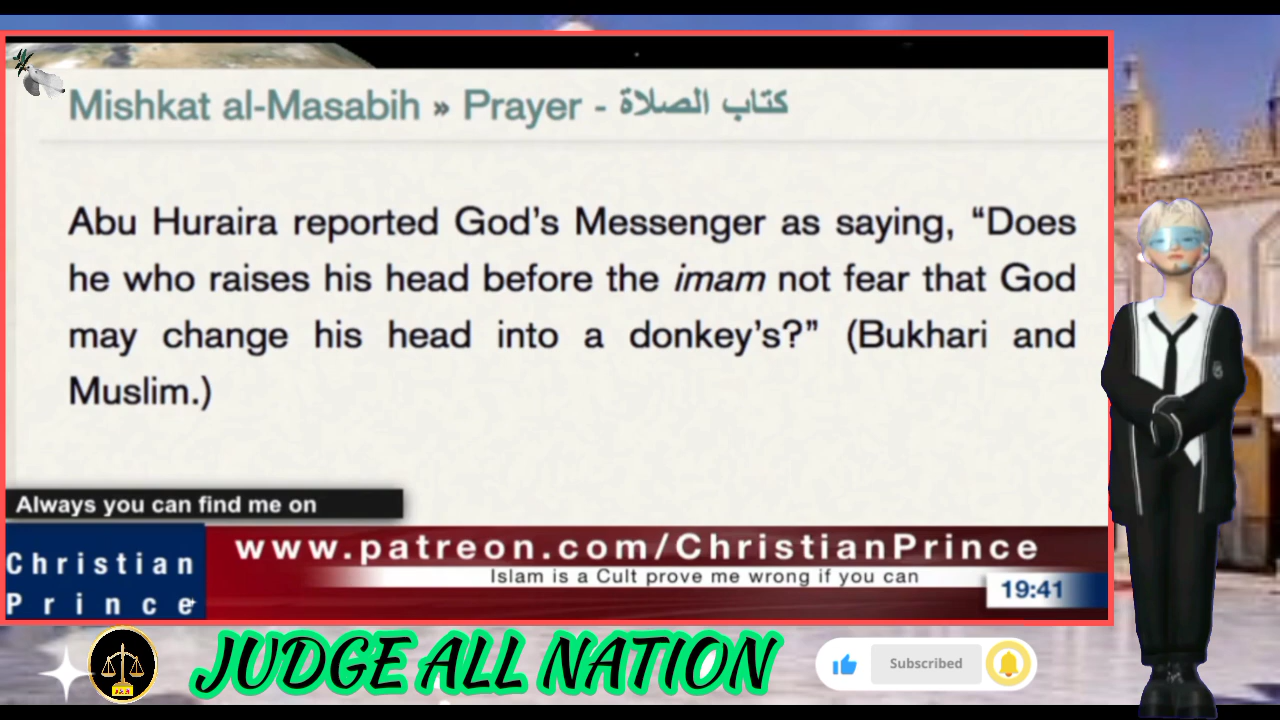 Mishkat al-Masabih » Prayer - كتاب الصلاة
Abu Huraira reported God’s Messenger as saying, “Does
he who raises his head before the imam not fear that God
may change his head into a donkey’s?” (Bukhari and
Muslim.)
Always you can find me on
Christian
Prince
www.patreon.com/ChristianPrince
Islam is a Cult prove me wrong if you can
19:41
JUDGE ALL NATION
Subscribed